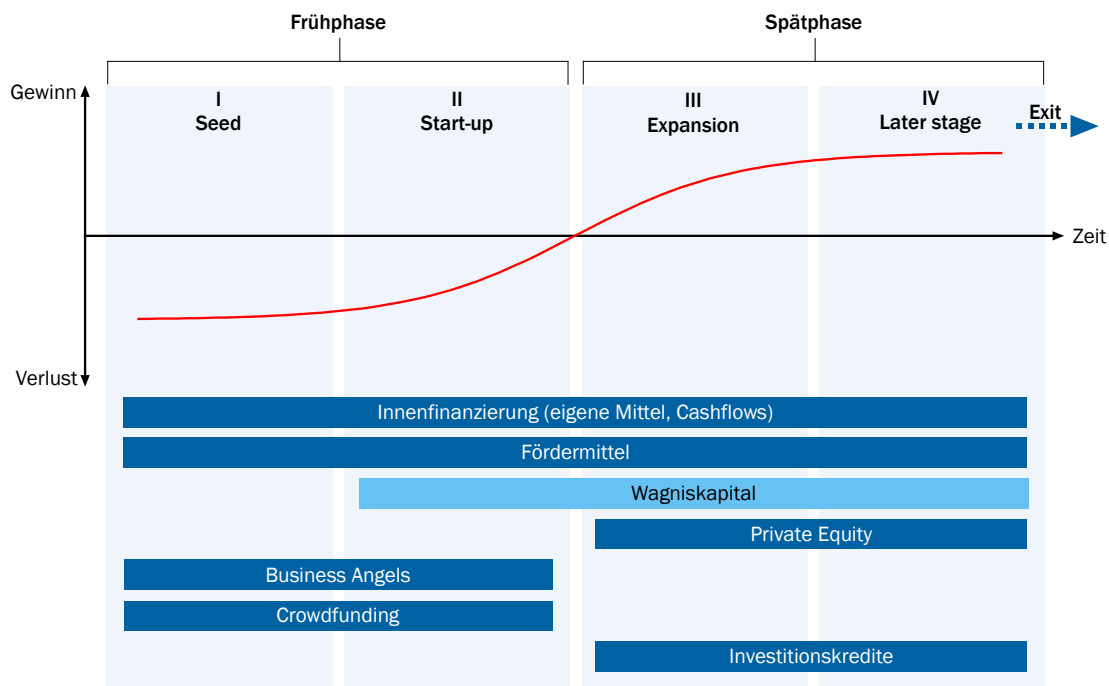 Frühphase
Spätphase
Gewinn
I
Seed
II
Start-up
III
Expansion
IV
Later stage
Exit
Zeit
Verlust
Innenfinanzierung (eigene Mittel, Cashflows)
Fördermittel
Wagniskapital
Private Equity
Business Angels
Crowdfunding
Investitionskredite